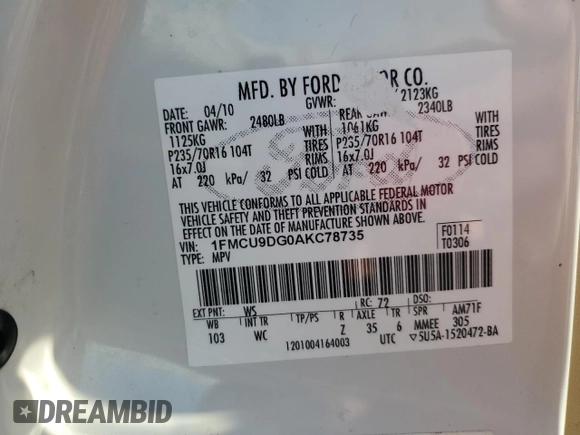 MFD. BY FORD MOTOR CO.
DATE: 04/10 GVWR: 2123KG
FRONT GAWR: 2480LB REAR GAWR: 2340LB
1125KG WITH 1061KG WITH
P235/70R16 104T TIRES P235/70R16 104T TIRES
16x7.0J RIMS 16x7.0J RIMS
AT 220 kPa/ 32 PSI COLD AT 220 kPa/ 32 PSI COLD
THIS VEHICLE CONFORMS TO ALL APPLICABLE FEDERAL MOTOR
VEHICLE SAFETY AND THEFT PREVENTION STANDARDS IN
EFFECT ON THE DATE OF MANUFACTURE SHOWN ABOVE.
VIN: 1FMCU9DG0AKC78735 F0114
TYPE: MPV T0306
EXT PNT: WS RC: 72 DSO:
WB INT TR TP/PS R AXLE TR SPR AM71F
103 WC Z 35 6 MMEE 305
1201004164003 UTC ▽5U5A-1520472-BA
DREAMBID